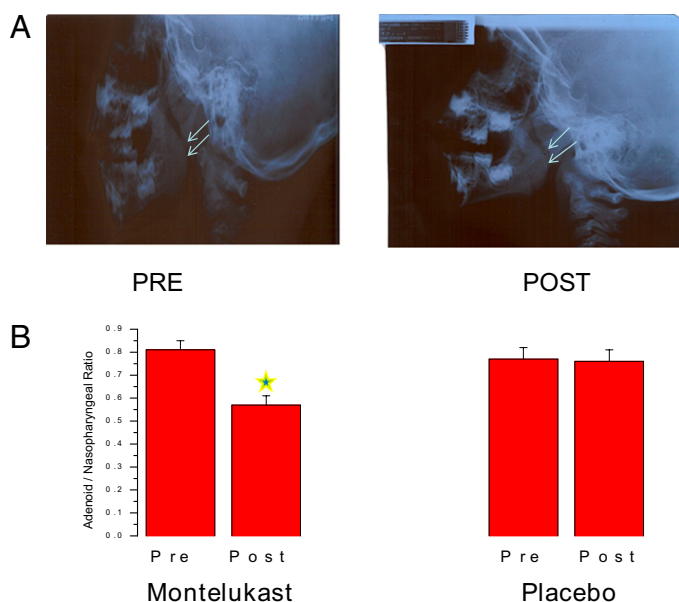 A
PRE
POST
B
Adenoid / Nasopharyngeal Ratio
0.9
0.8
0.7
0.6
0.5
0.4
0.3
0.2
0.1
0.0
Pre
Post
Pre
Post
Montelukast
Placebo